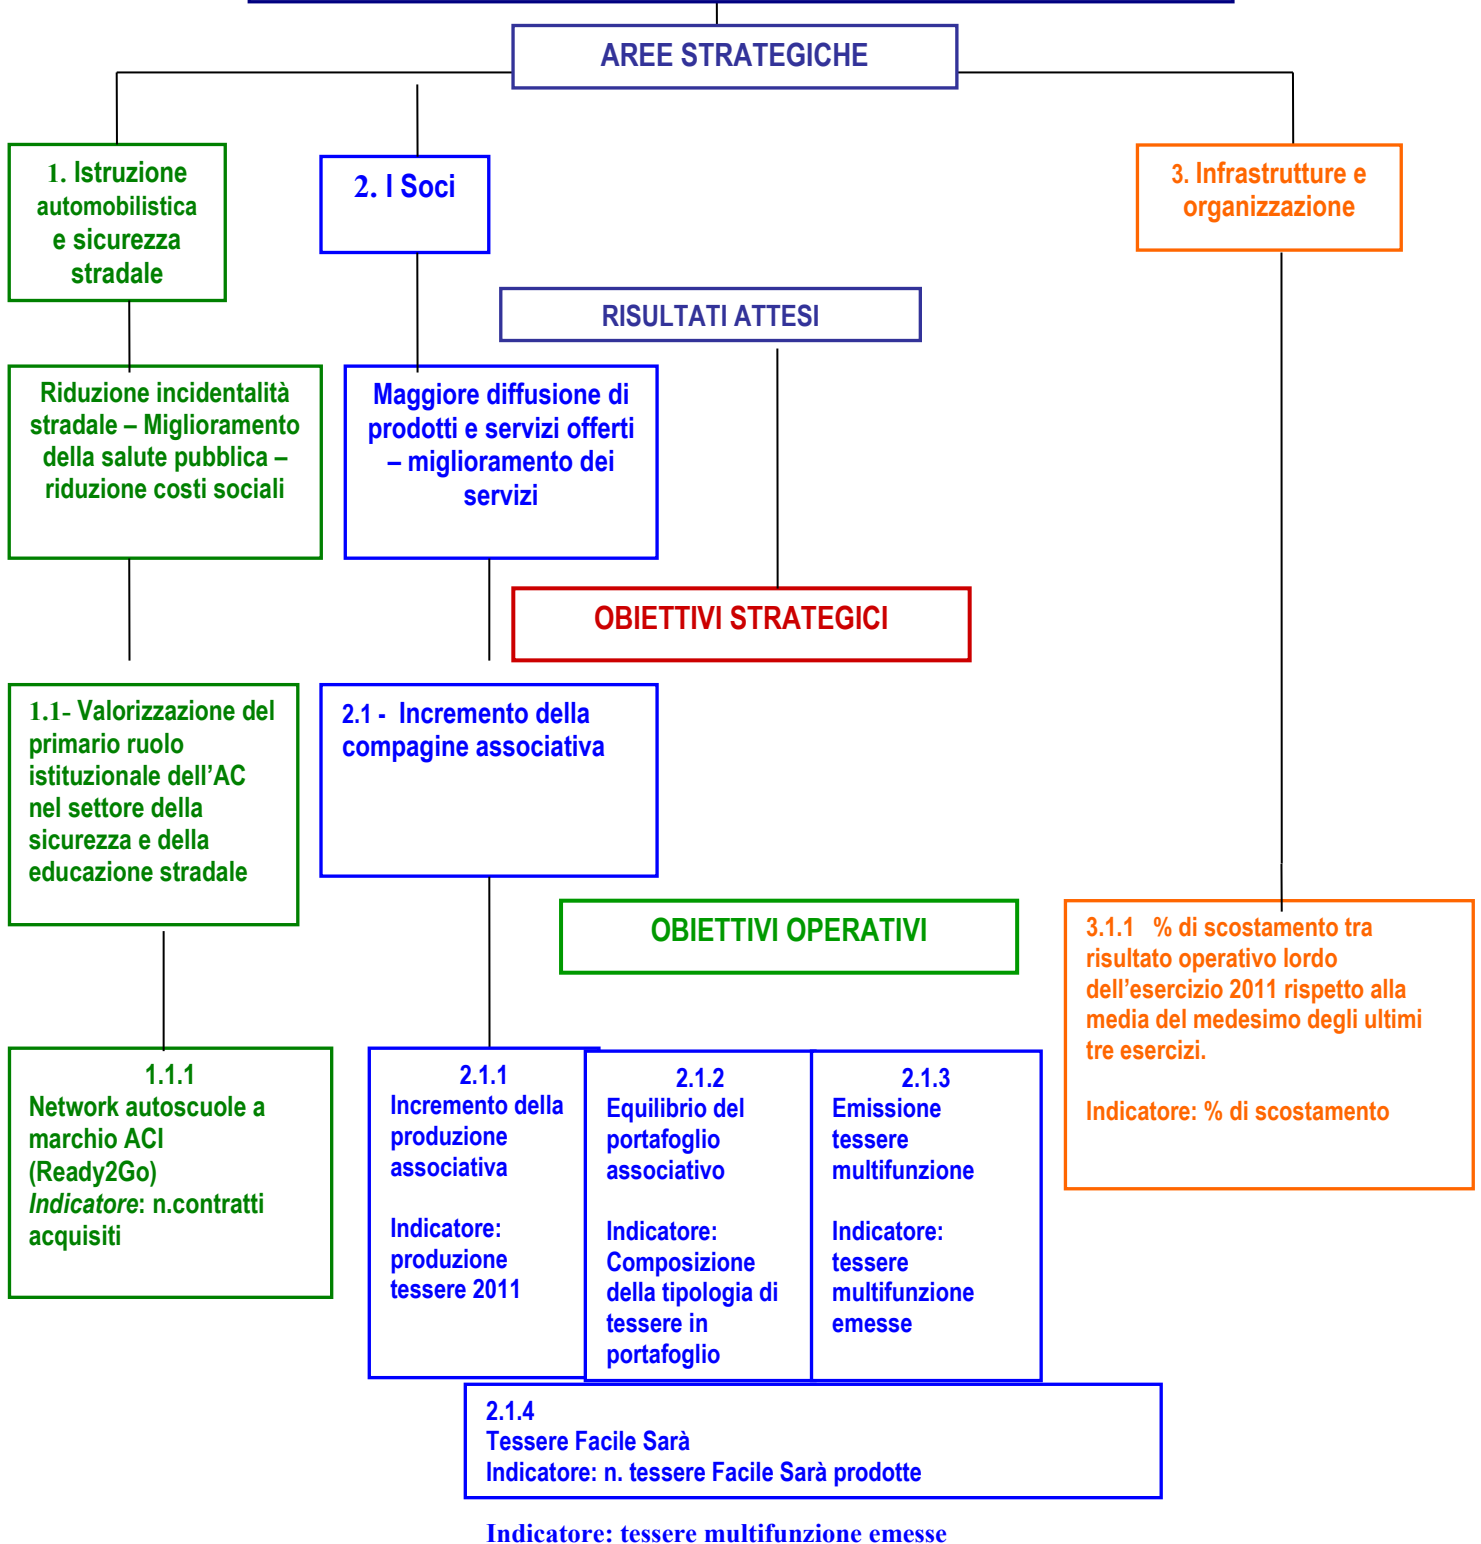 AREE STRATEGICHE
1. Istruzione
automobilistica
e sicurezza
stradale
2. I Soci
3. Infrastrutture e
organizzazione
RISULTATI ATTESI
Riduzione incidentalità
stradale – Miglioramento
della salute pubblica –
riduzione costi sociali
Maggiore diffusione di
prodotti e servizi offerti
– miglioramento dei
servizi
OBIETTIVI STRATEGICI
1.1- Valorizzazione del
primario ruolo
istituzionale dell’AC
nel settore della
sicurezza e della
educazione stradale
2.1 - Incremento della
compagine associativa
OBIETTIVI OPERATIVI
3.1.1 % di scostamento tra
risultato operativo lordo
dell’esercizio 2011 rispetto alla
media del medesimo degli ultimi
tre esercizi.
Indicatore: % di scostamento
1.1.1
Network autoscuole a
marchio ACI
(Ready2Go)
Indicatore: n.contratti
acquisiti
2.1.1
Incremento della
produzione
associativa
Indicatore:
produzione
tessere 2011
2.1.2
Equilibrio del
portafoglio
associativo
Indicatore:
Composizione
della tipologia di
tessere in
portafoglio
2.1.3
Emissione
tessere
multifunzione
Indicatore:
tessere
multifunzione
emesse
2.1.4
Tessere Facile Sarà
Indicatore: n. tessere Facile Sarà prodotte
Indicatore: tessere multifunzione emesse